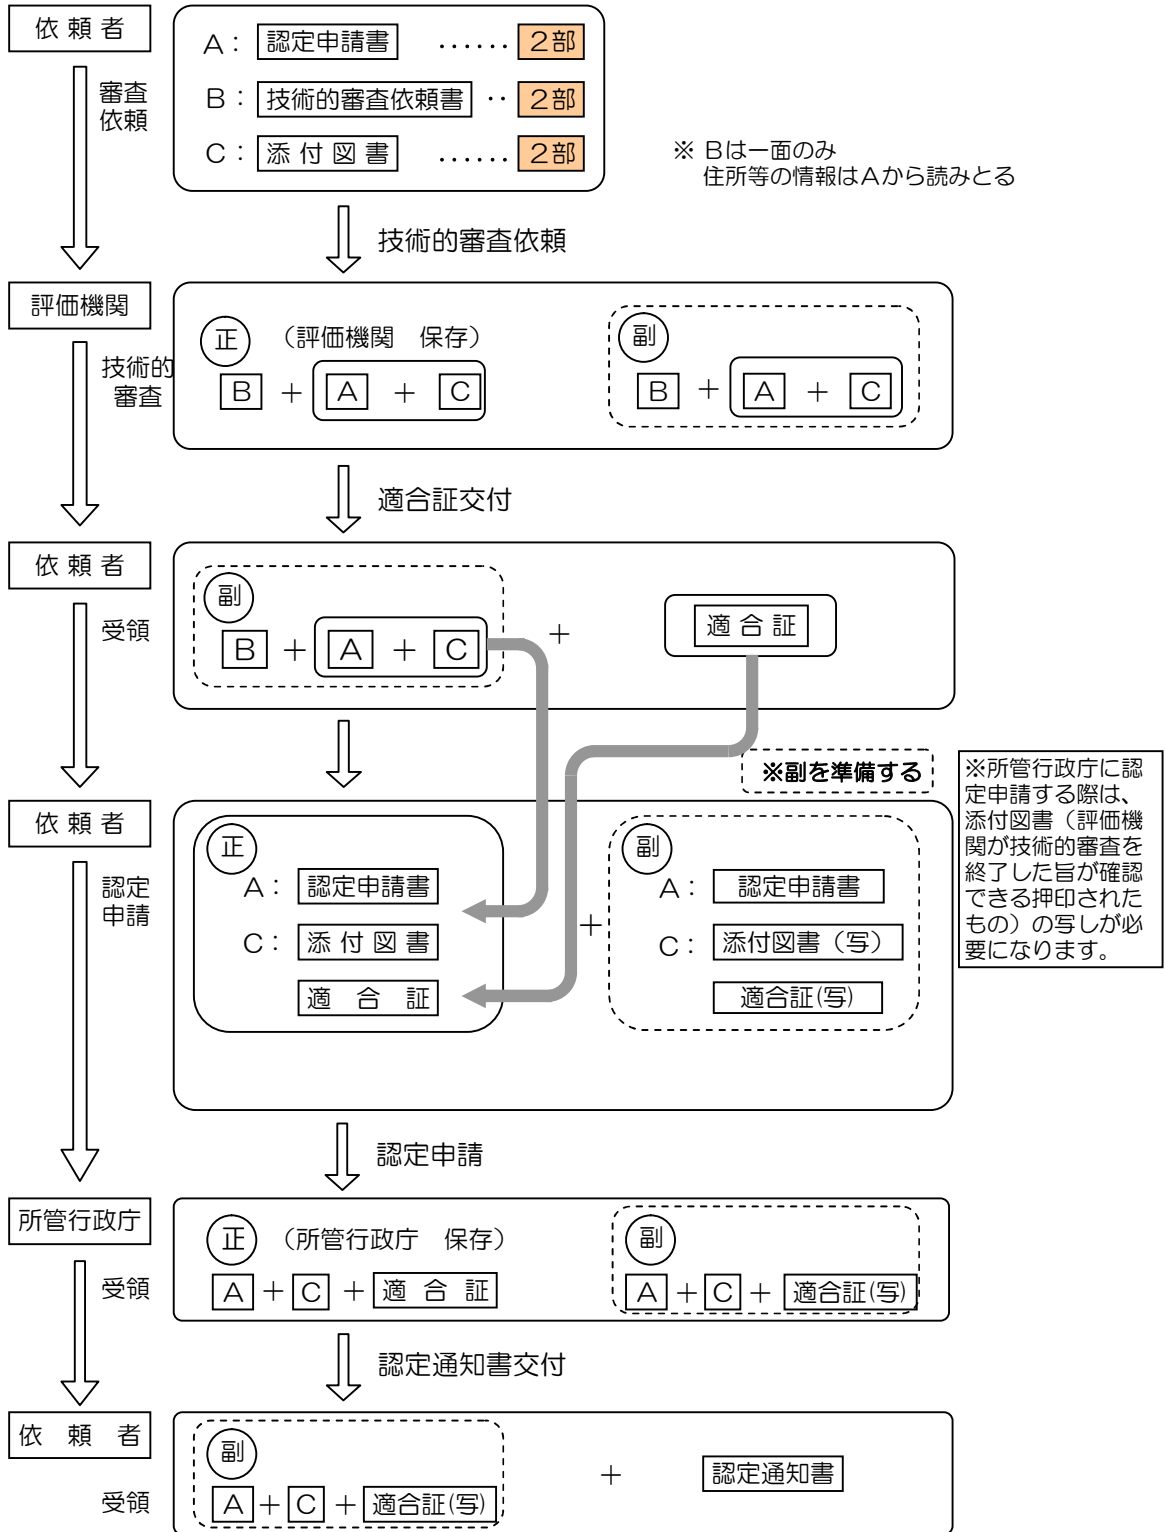 依 頼 者
審査
依頼
A： 認定申請書 …… ２部
B： 技術的審査依頼書 ‥ ２部
C： 添 付 図 書 …… ２部
※ Bは一面のみ
住所等の情報はAから読みとる
技術的審査依頼
評価機関
技術的
審査
正 （評価機関　保存）
B ＋ A ＋ C
副
B ＋ A ＋ C
適合証交付
依 頼 者
受領
副
B ＋ A ＋ C
＋
適 合 証
※副を準備する
※所管行政庁に認
定申請する際は、
添付図書（評価機
関が技術的審査を
終了した旨が確認
できる押印された
もの）の写しが必
要になります。
依 頼 者
認定
申請
正
A： 認定申請書
C： 添 付 図 書
適　合　証
＋
副
A： 認定申請書
C： 添付図書（写）
適合証(写)
認定申請
所管行政庁
受領
正 （所管行政庁　保存）
A ＋ C ＋ 適　合　証
副
A ＋ C ＋ 適合証(写)
認定通知書交付
依　頼　者
受領
副
A ＋ C ＋ 適合証(写)
＋
認定通知書